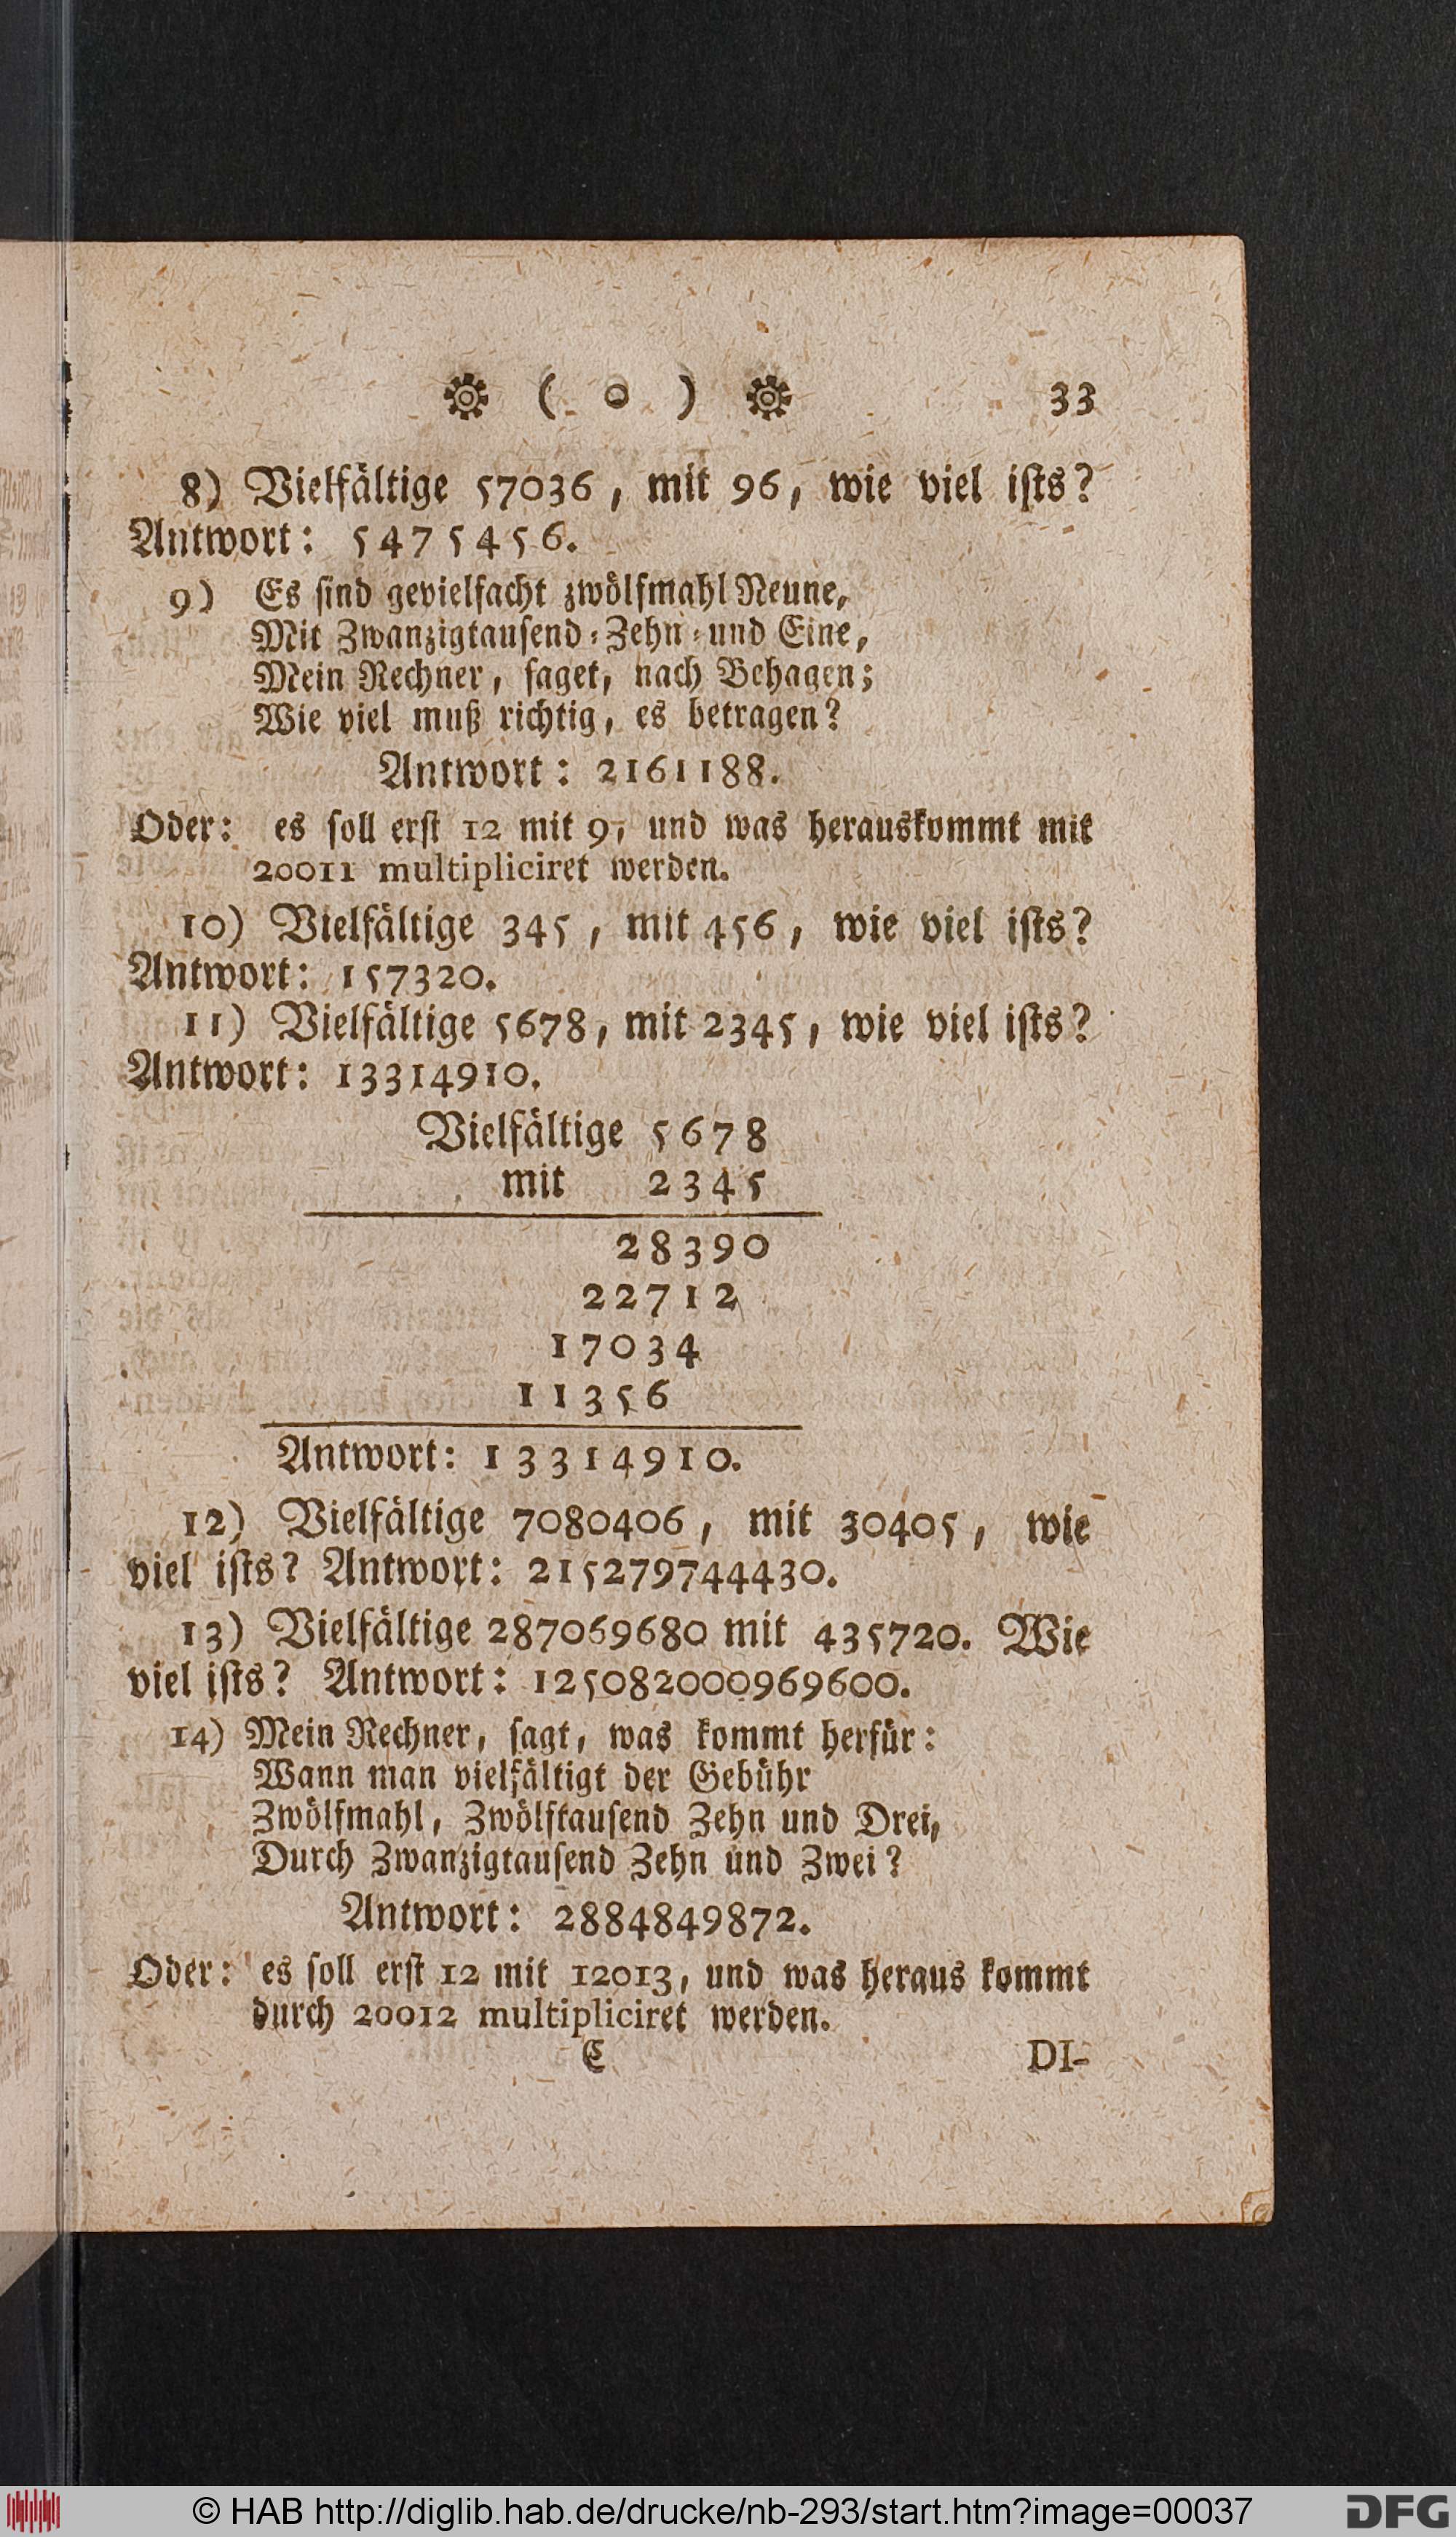 ( o ) 33
8) Vielfältige 57036, mit 96, wie viel iſts?
Antwort: 5475456.
9) Es ſind gevielfacht zwölfmahl Neune,
Mit Zwanzigtauſend-Zehn-und Eine,
Mein Rechner, ſaget, nach Behagen;
Wie viel muß richtig, es betragen?
Antwort: 2161188.
Oder: es ſoll erſt 12 mit 9, und was herauskommt mit
20011 multipliciret werden.
10) Vielfältige 345, mit 456, wie viel iſts?
Antwort: 157320.
11) Vielfältige 5678, mit 2345, wie viel iſts?
Antwort: 13314910.
Vielfältige 5678
mit 2345
28390
22712
17034
11356
Antwort: 13314910.
12) Vielfältige 7080406, mit 30405, wie
viel iſts? Antwort: 215279744430.
13) Vielfältige 287069680 mit 435720. Wie
viel iſts? Antwort: 125082000969600.
14) Mein Rechner, ſagt, was kommt herfür:
Wann man vielfältigt der Gebühr
Zwölfmahl, Zwölftauſend Zehn und Drei,
Durch Zwanzigtauſend Zehn und Zwei?
Antwort: 2884849872.
Oder: es ſoll erſt 12 mit 12013, und was heraus kommt
durch 20012 multipliciret werden.
C DI-
© HAB http://diglib.hab.de/drucke/nb-293/start.htm?image=00037 DFG